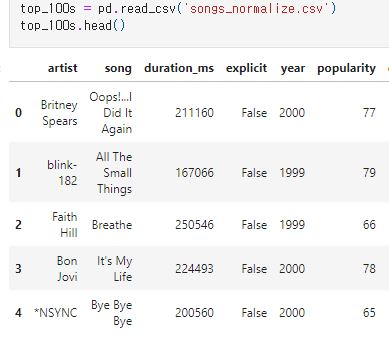 top_100s = pd.read_csv('songs_normalize.csv')
top_100s.head()
artist song duration_ms explicit year popularity
0 Britney Spears Oops!...I Did It Again 211160 False 2000 77
1 blink-182 All The Small Things 167066 False 1999 79
2 Faith Hill Breathe 250546 False 1999 66
3 Bon Jovi It's My Life 224493 False 2000 78
4 *NSYNC Bye Bye Bye 200560 False 2000 65